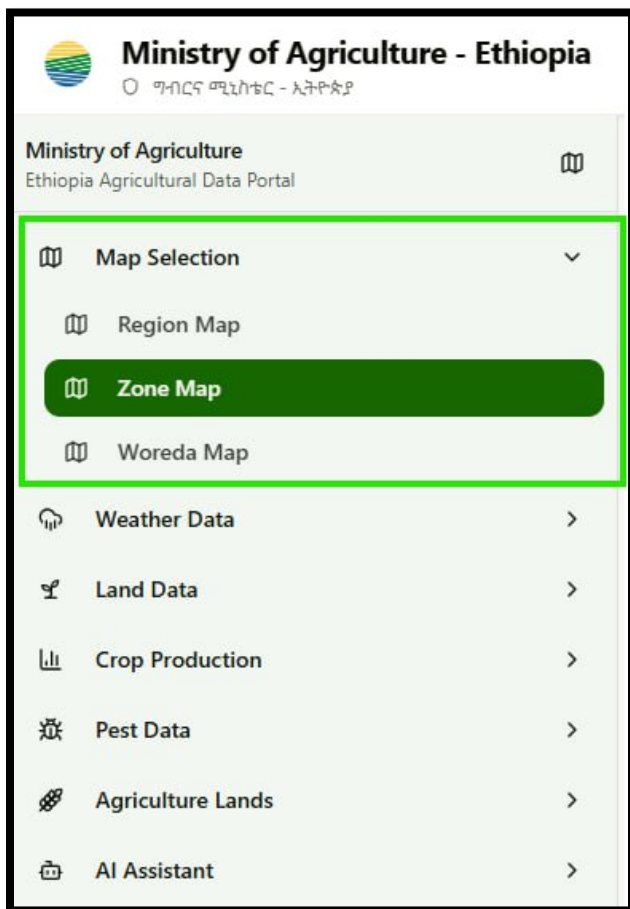 Ministry of Agriculture - Ethiopia
ግብርና ሚኒስቴር - ኢትዮጵያ
Ministry of Agriculture
Ethiopia Agricultural Data Portal
Map Selection
Region Map
Zone Map
Woreda Map
Weather Data
Land Data
Crop Production
Pest Data
Agriculture Lands
AI Assistant